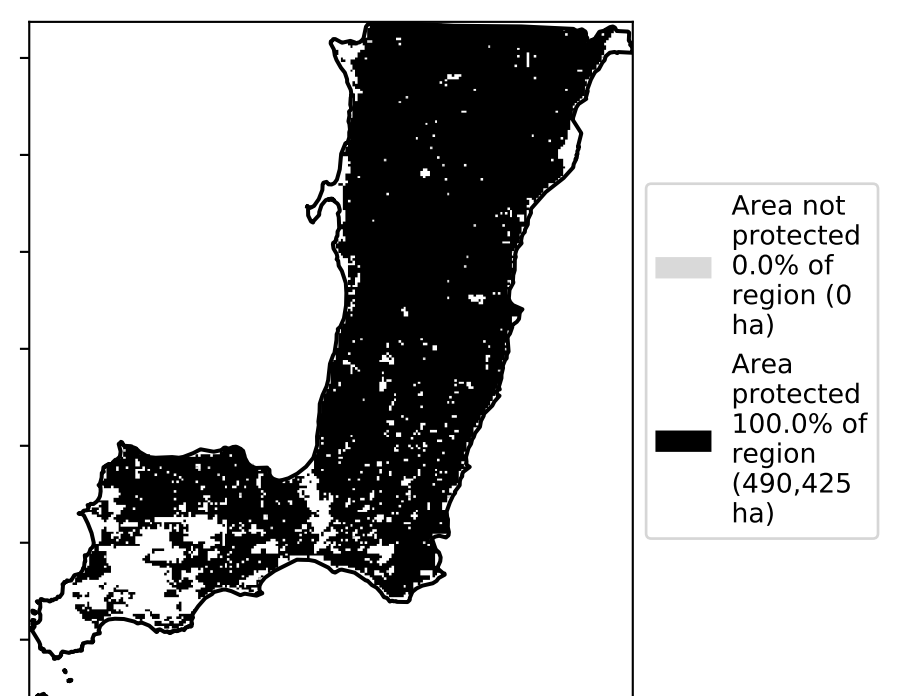 Area not
protected
0.0% of
region (0
ha)
Area
protected
100.0% of
region
(490,425
ha)